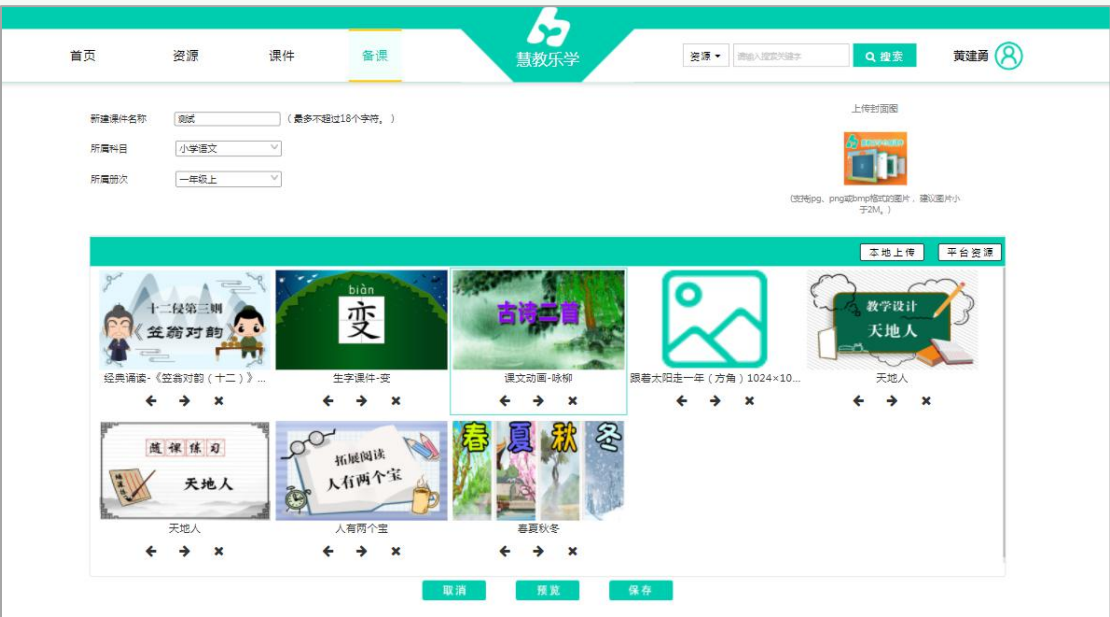 首页
资源
课件
备课
慧教乐学
资源
请输入搜索关键字
搜索
黄建勇
新建课件名称
测试
(最多不超过18个字符。)
上传封面图
所属科目
小学语文
所属册次
一年级上
(支持jpg、png或bmp格式的图片,建议图片小
于2M。)
本地上传
平台资源
十二侵第三则
《笠翁对韵》
经典诵读-《笠翁对韵(十二)》...
biàn
变
生字课件-变
古诗二首
课文动画-咏柳
跟着太阳走一年(方角)1024×10...
教学设计
天地人
天地人
随课练习
天地人
天地人
拓展阅读
人有两个宝
人有两个宝
春 夏 秋 冬
春夏秋冬
取消
预览
保存